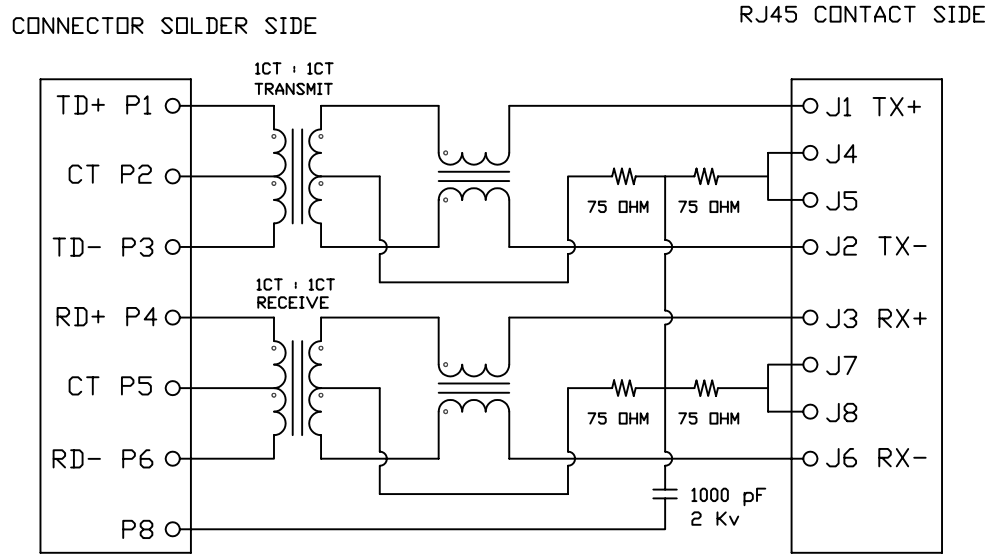 CONNECTOR SOLDER SIDE
RJ45 CONTACT SIDE
1CT : 1CT
TRANSMIT
TD+ P1
J1 TX+
J4
CT P2
75 OHM
75 OHM
J5
TD- P3
J2 TX-
1CT : 1CT
RECEIVE
RD+ P4
J3 RX+
J7
CT P5
75 OHM
75 OHM
J8
RD- P6
J6 RX-
1000 pF
2 Kv
P8